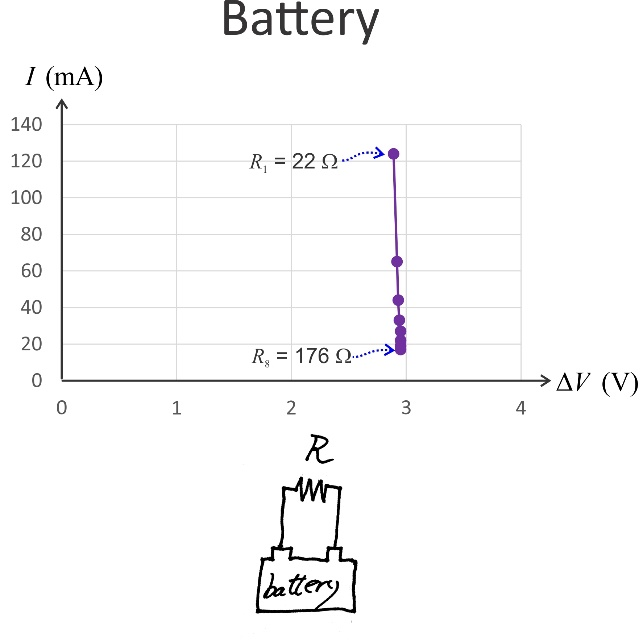 Battery
I (mA)
140
120
100
80
60
40
20
0
R₁ = 22 Ω
R₈ = 176 Ω
0 1 2 3 4
ΔV (V)
R
battery